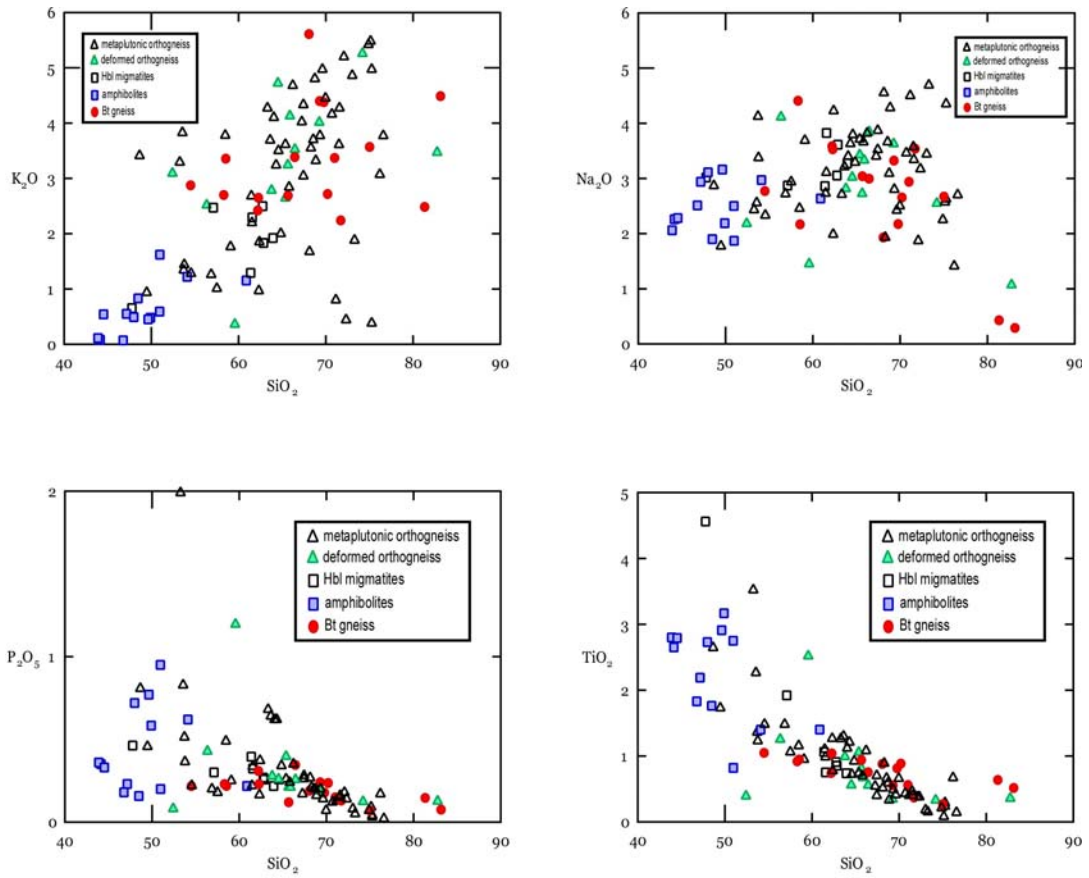 6
5
4
K₂O 3
2
1
0
40 50 60 70 80 90
SiO₂
metaplutonic orthogneiss
deformed orthogneiss
Hbl migmatites
amphibolites
Bt gneiss
6
5
4
Na₂O 3
2
1
0
40 50 60 70 80 90
SiO₂
metaplutonic orthogneiss
deformed orthogneiss
Hbl migmatites
amphibolites
Bt gneiss
2
P₂O₅ 1
0
40 50 60 70 80 90
SiO₂
metaplutonic orthogneiss
deformed orthogneiss
Hbl migmatites
amphibolites
Bt gneiss
5
4
3
TiO₂
2
1
0
40 50 60 70 80 90
SiO₂
metaplutonic orthogneiss
deformed orthogneiss
Hbl migmatites
amphibolites
Bt gneiss